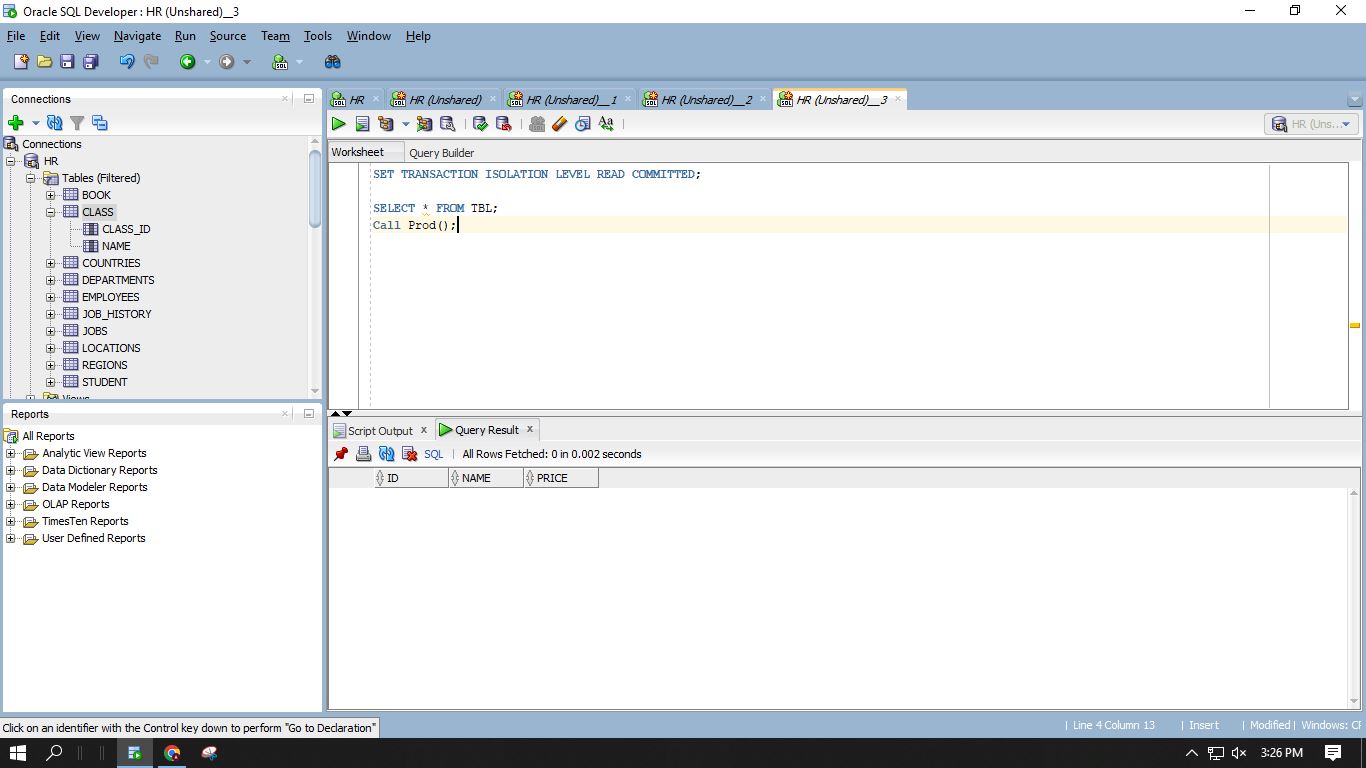 Oracle SQL Developer : HR (Unshared)__3
File Edit View Navigate Run Source Team Tools Window Help
Connections
Connections
HR
Tables (Filtered)
BOOK
CLASS
CLASS_ID
NAME
COUNTRIES
DEPARTMENTS
EMPLOYEES
JOB_HISTORY
JOBS
LOCATIONS
REGIONS
STUDENT
Views
Reports
All Reports
Analytic View Reports
Data Dictionary Reports
Data Modeler Reports
OLAP Reports
TimesTen Reports
User Defined Reports
HR HR (Unshared) HR (Unshared)__1 HR (Unshared)__2 HR (Unshared)__3
Aa HR (Uns...
Worksheet Query Builder
SET TRANSACTION ISOLATION LEVEL READ COMMITTED;
SELECT * FROM TBL;
Call Prod();
Script Output x Query Result x
SQL | All Rows Fetched: 0 in 0.002 seconds
ID NAME PRICE
Click on an identifier with the Control key down to perform "Go to Declaration"
| Line 4 Column 13 | Insert | Modified | Windows: CF
3:26 PM